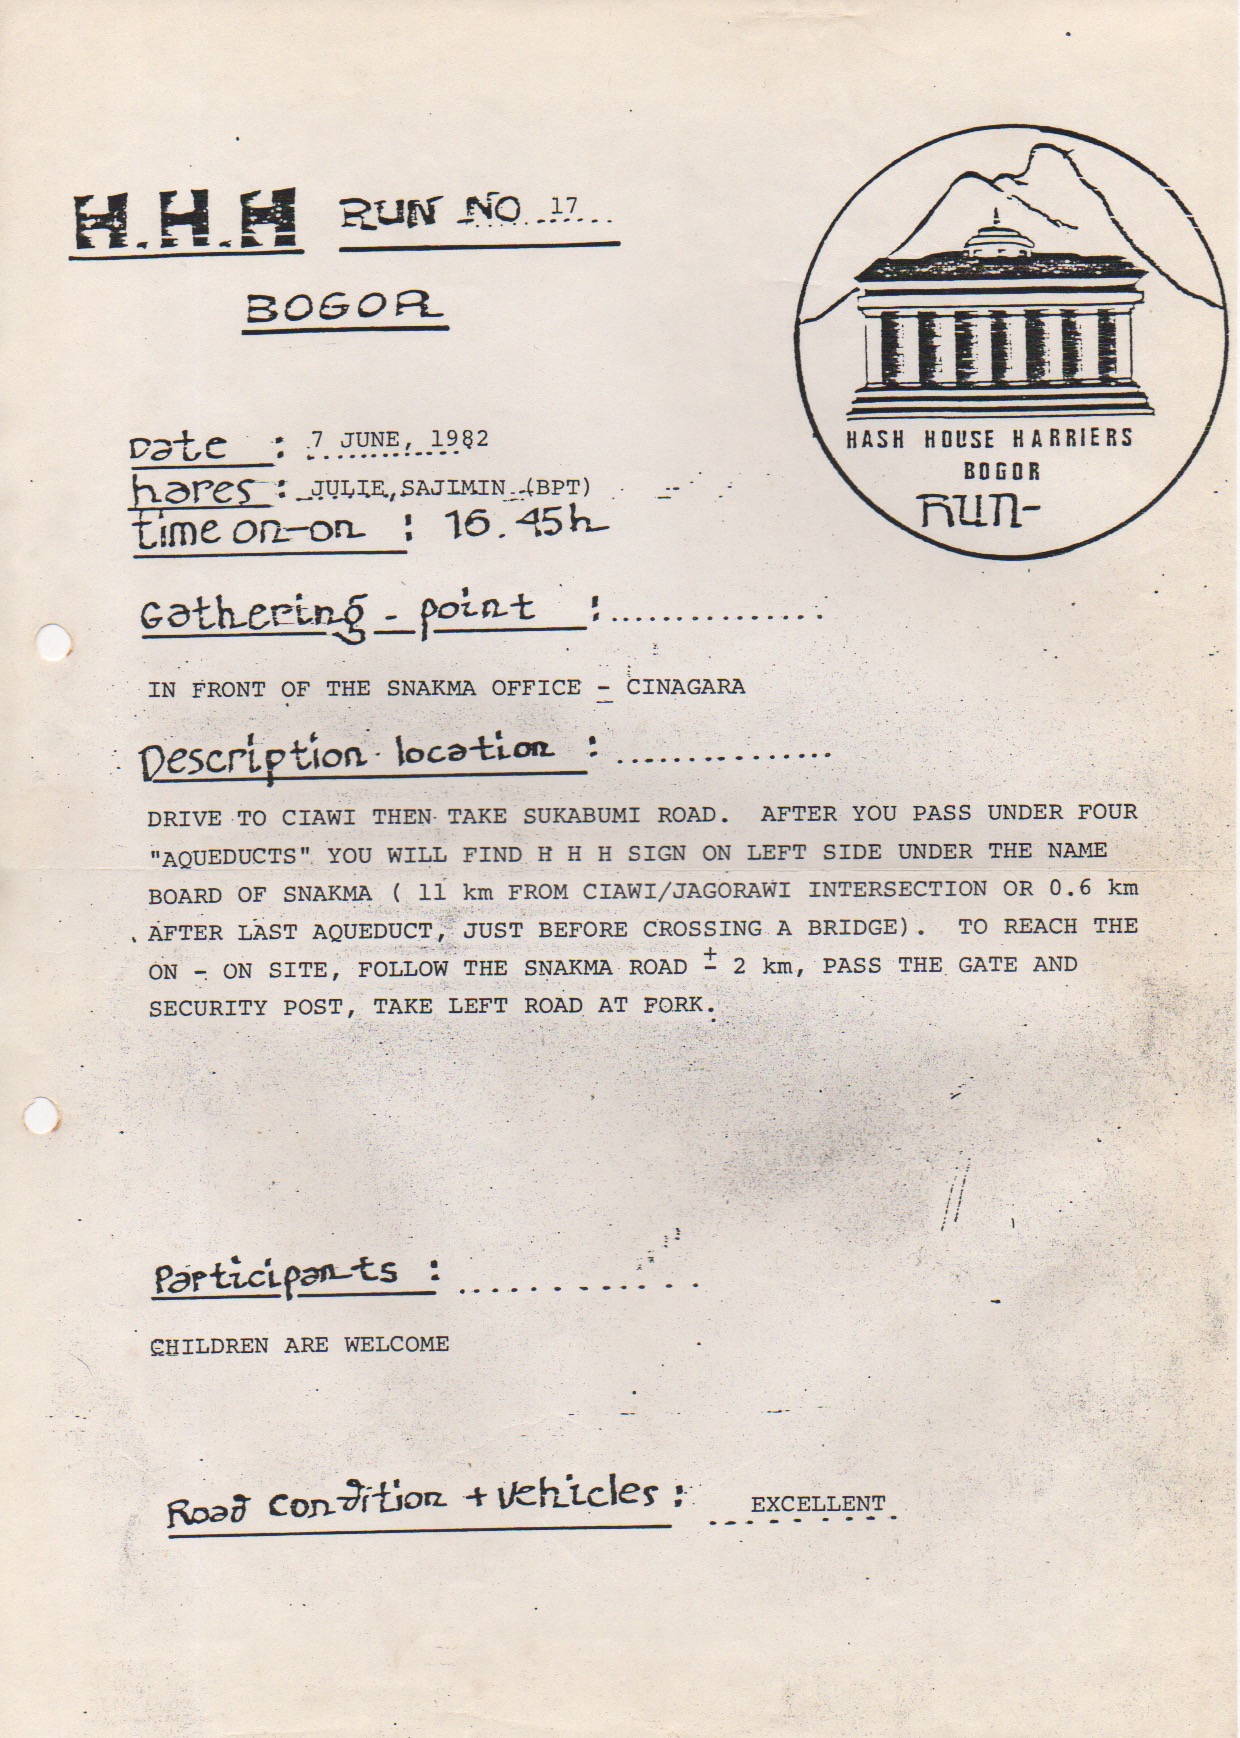 H.H.H RUN NO 17
BOGOR
HASH HOUSE HARRIERS
BOGOR
RUN-
Date : 7 JUNE, 1982
hares : JULIE, SAJIMIN (BPT)
time on-on : 16.45h
Gathering - point :
IN FRONT OF THE SNAKMA OFFICE - CINAGARA
Description location :
DRIVE TO CIAWI THEN TAKE SUKABUMI ROAD. AFTER YOU PASS UNDER FOUR
"AQUEDUCTS" YOU WILL FIND H H H SIGN ON LEFT SIDE UNDER THE NAME
BOARD OF SNAKMA ( 11 km FROM CIAWI/JAGORAWI INTERSECTION OR 0.6 km
AFTER LAST AQUEDUCT, JUST BEFORE CROSSING A BRIDGE). TO REACH THE
ON - ON SITE, FOLLOW THE SNAKMA ROAD ± 2 km, PASS THE GATE AND
SECURITY POST, TAKE LEFT ROAD AT FORK.
Participants :
CHILDREN ARE WELCOME
Road condition + vehicles : EXCELLENT